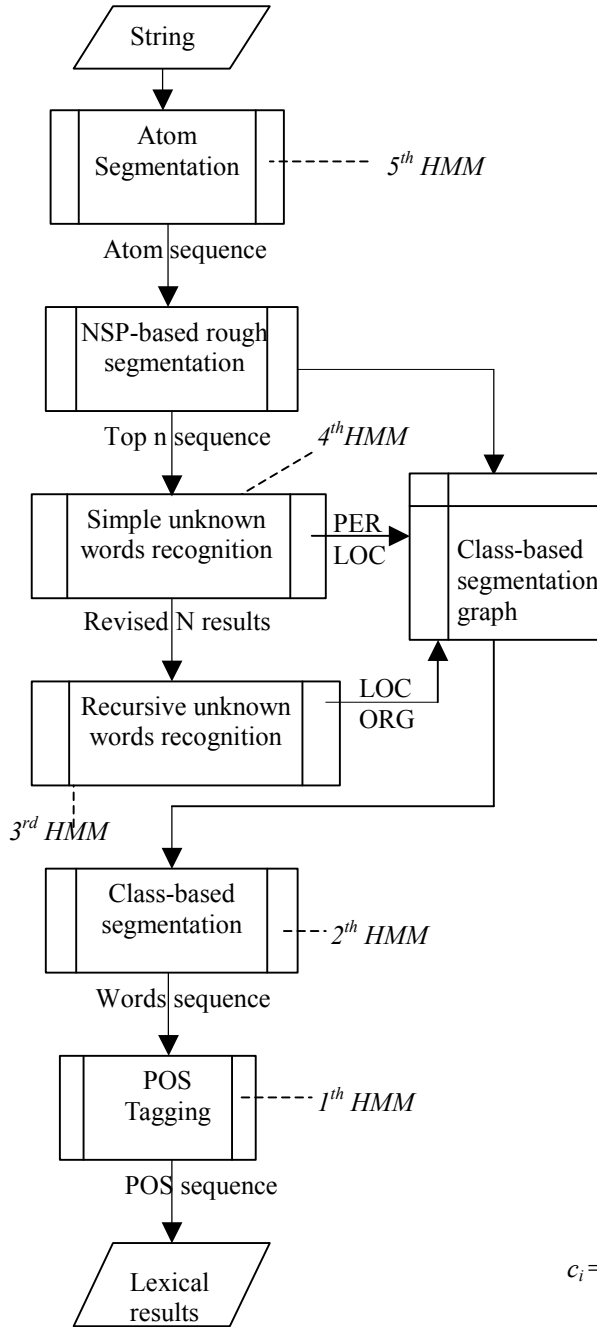 String
Atom
Segmentation
5th HMM
Atom sequence
NSP-based rough
segmentation
Top n sequence
4thHMM
Simple unknown
words recognition
PER
LOC
Class-based
segmentation
graph
Revised N results
Recursive unknown
words recognition
LOC
ORG
3rd HMM
Class-based
segmentation
2th HMM
Words sequence
POS
Tagging
1th HMM
POS sequence
Lexical
results
ci=